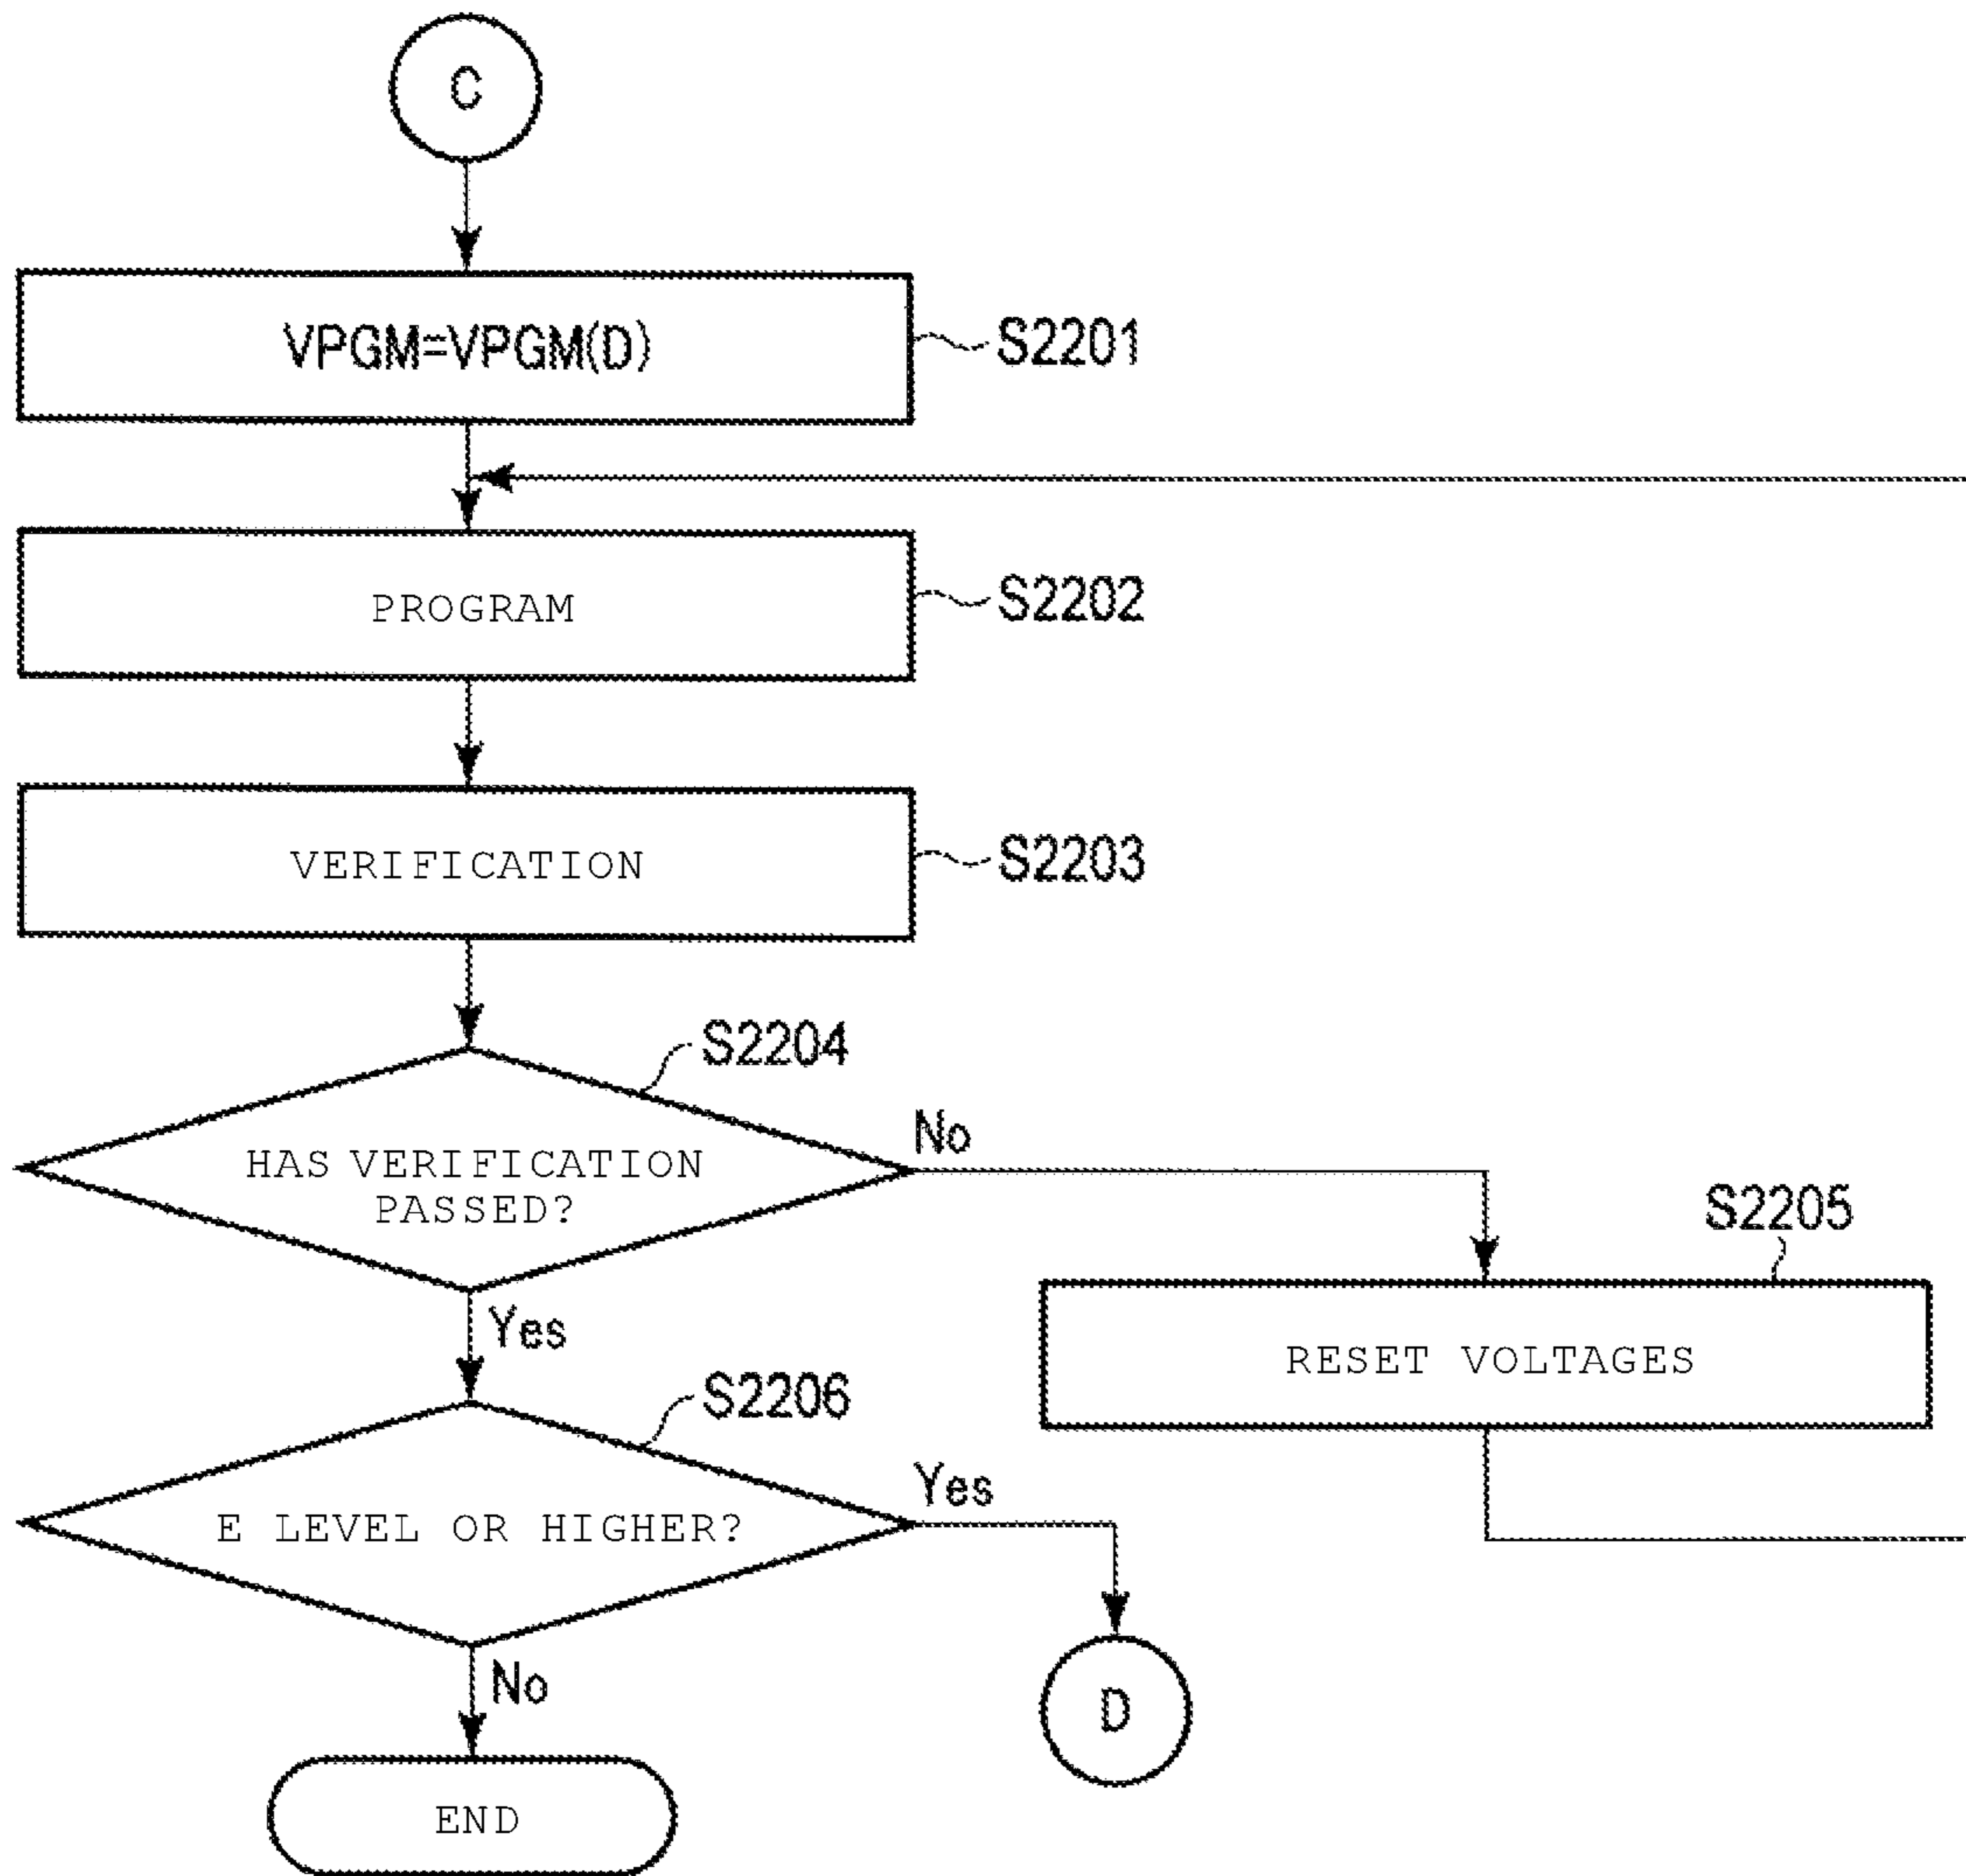 C
VPGM=VPGM(D)
S2201
PROGRAM
S2202
VERIFICATION
S2203
S2204
HAS VERIFICATION
PASSED?
No
S2205
Yes
RESET VOLTAGES
S2206
E LEVEL OR HIGHER?
Yes
No
D
END